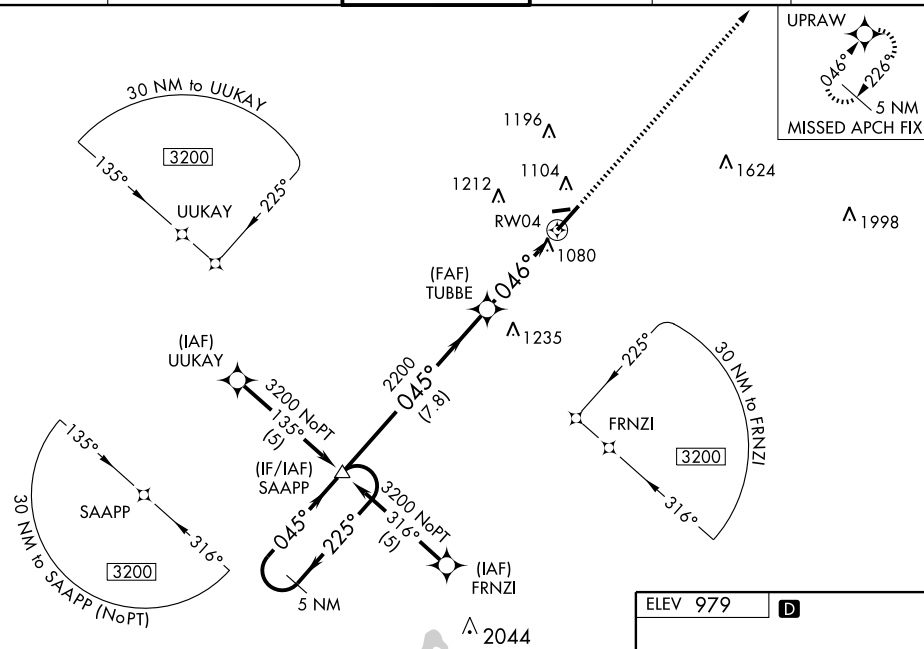 UPRAW
046°
226°
5 NM
MISSED APCH FIX
30 NM to UUKAY
3200
135°
225°
UUKAY
1196
1104
1212
RW04
1080
1624
1998
(FAF)
TUBBE
046°
1235
(IAF)
UUKAY
3200 NoPT
135°
(5)
2200
045°
(7.8)
225°
30 NM to FRNZI
FRNZI
3200
316°
135°
SAAPP
316°
3200
30 NM to SAAPP (NoPT)
(IF/IAF)
SAAPP
045°
225°
5 NM
3200 NoPT
316°
(5)
(IAF)
FRNZI
2044
ELEV 979
D